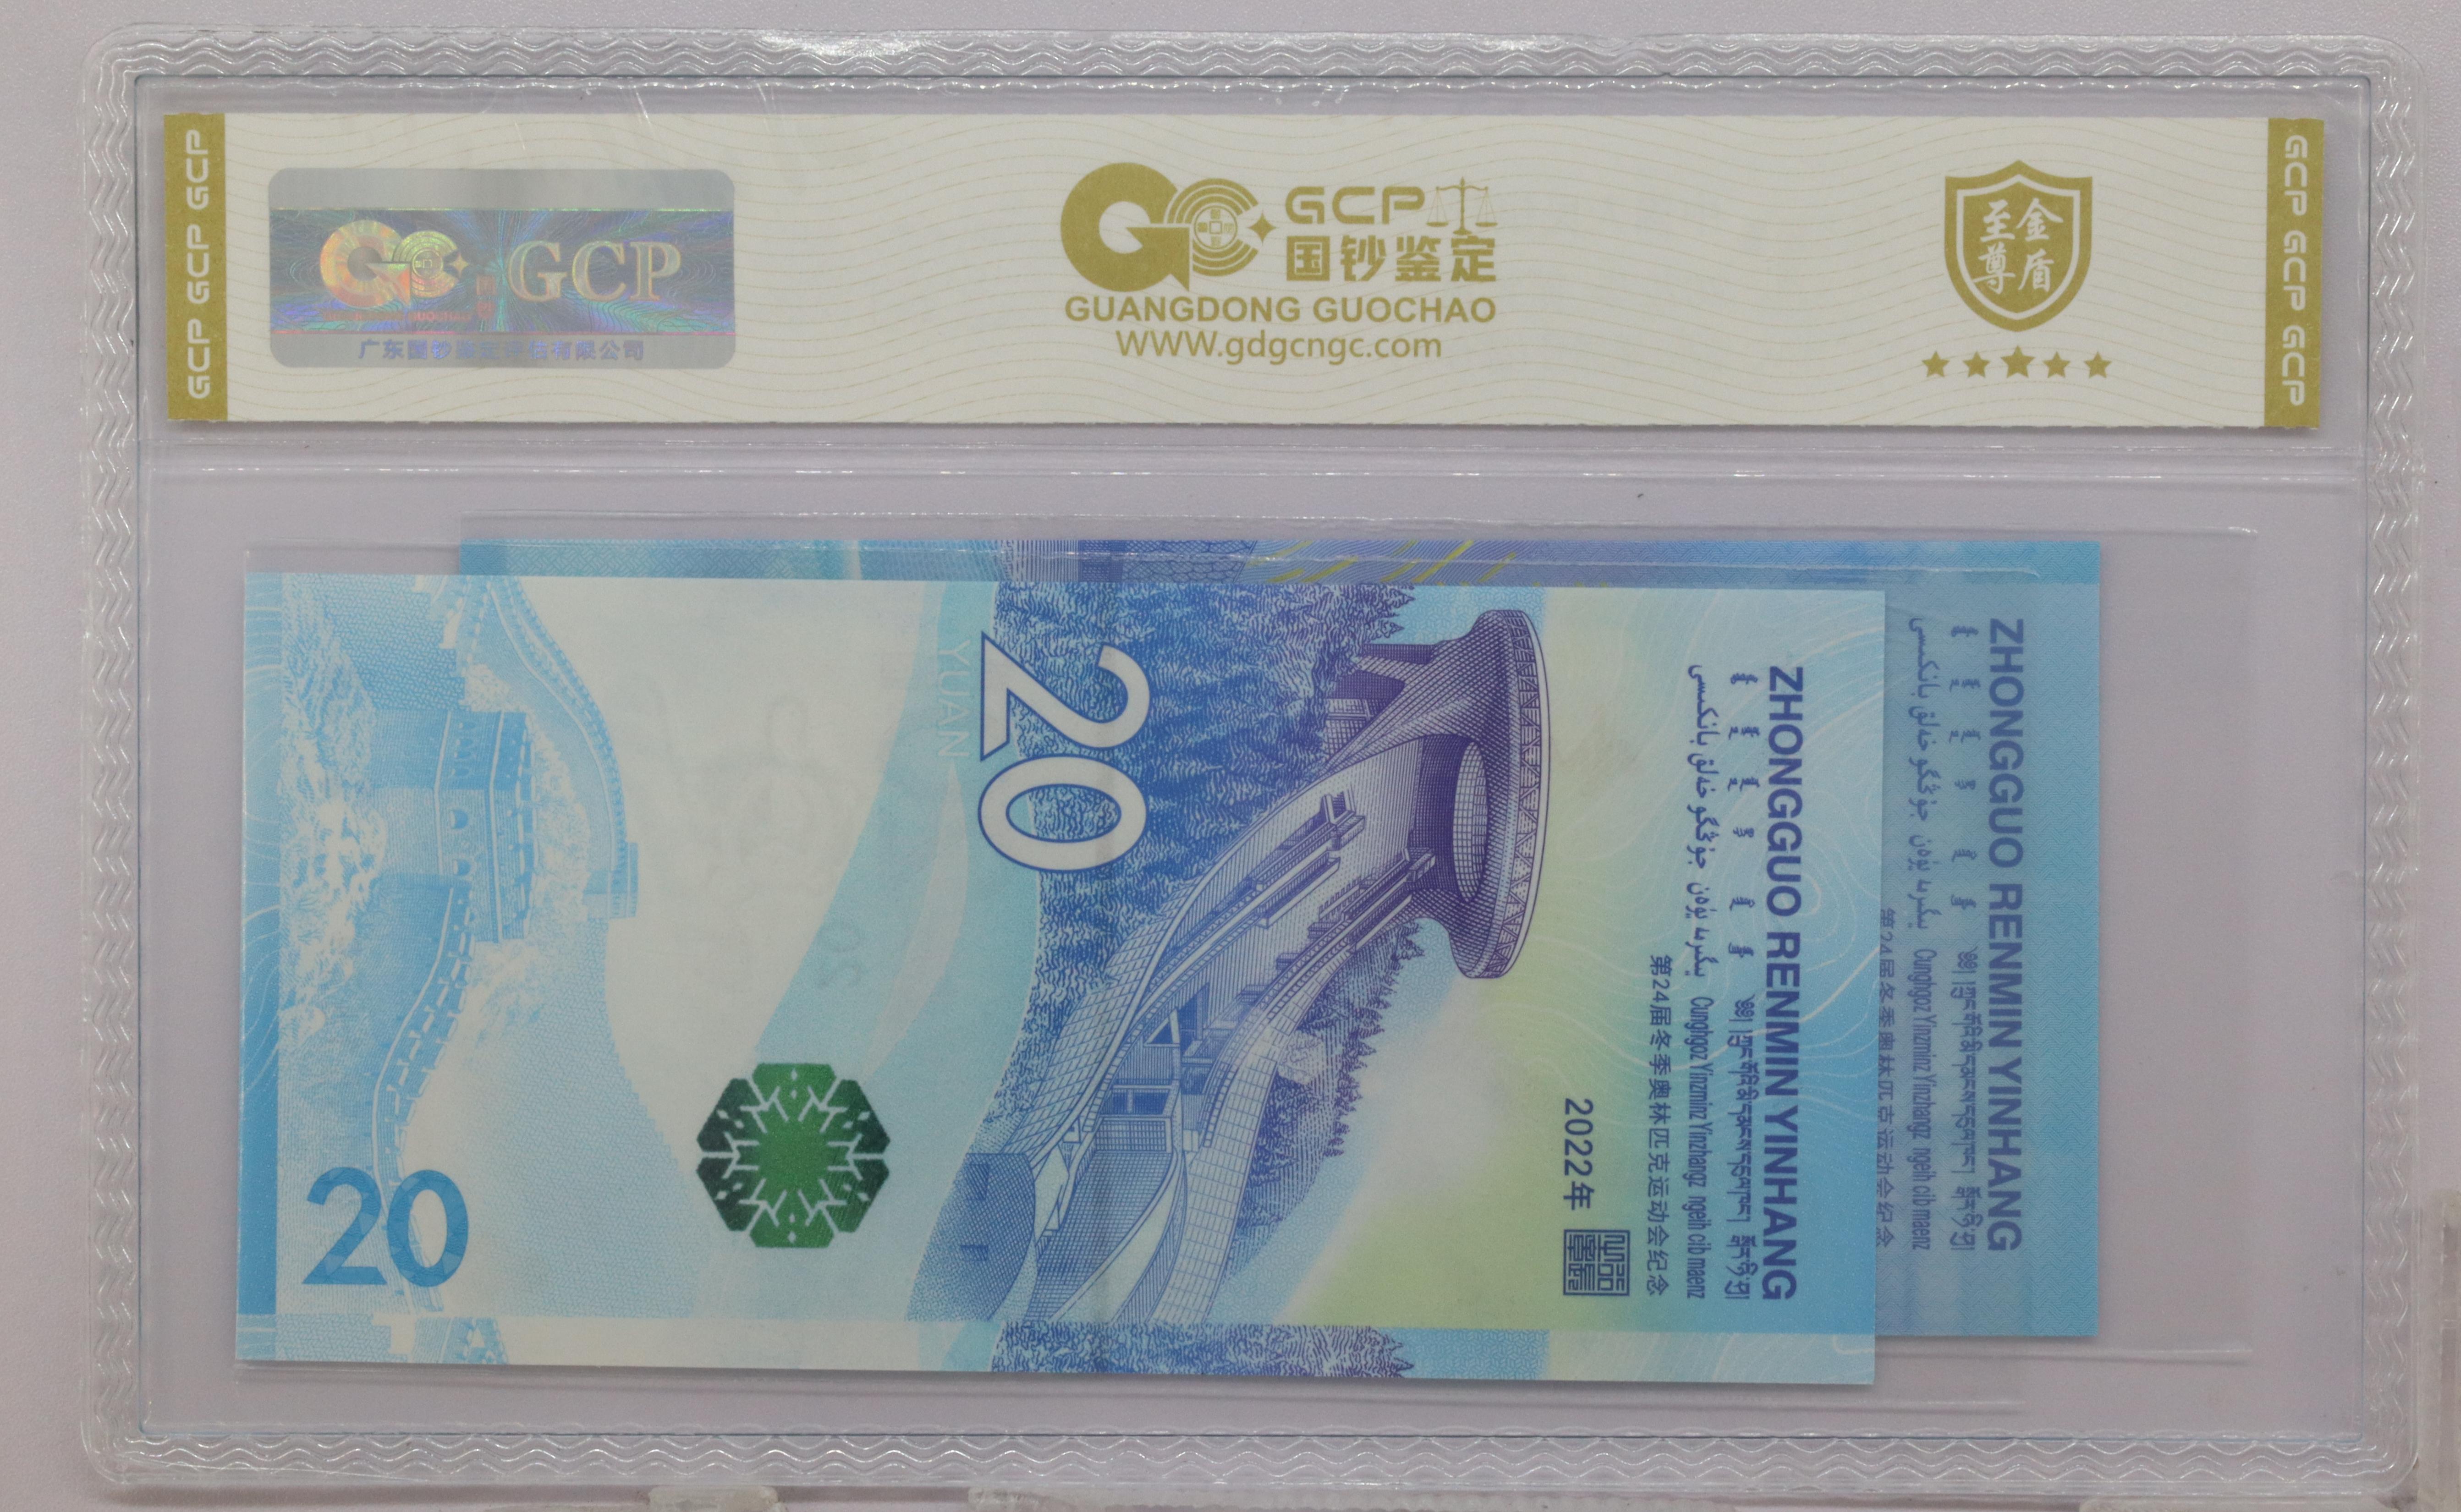 GCP GCP GCP
GCP
广东国钞鉴定评估有限公司
GCP
国钞鉴定
GUANGDONG GUOCHAO
WWW.gdgcngc.com
至尊
金盾
GCP GCP GCP
20
YUAN
20
2022年
第24届冬季奥林匹克运动会纪念
Cunghgoz Yinzminz Yinzhangz ngeih cib maenz
ZHONGGUO RENMIN YINHANG
第24届冬季奥林匹克运动会纪念
Cunghgoz Yinzminz Yinzhangz ngeih cib maenz
ZHONGGUO RENMIN YINHANG